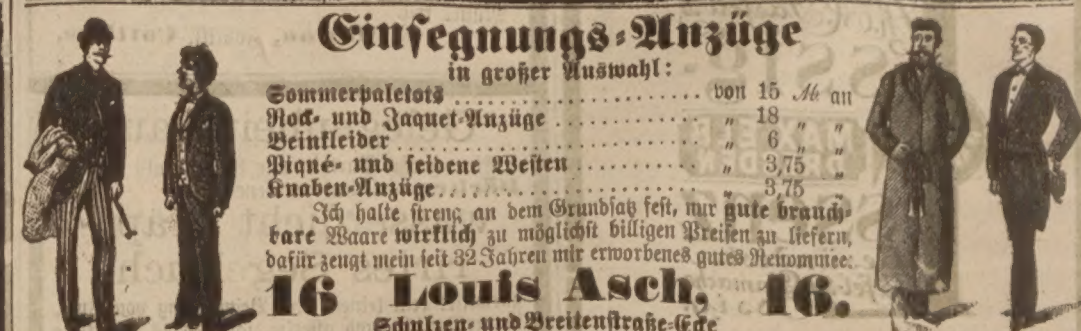 Einsegnungs-Anzüge
in großer Auswahl:
Sommerpaletots .......... von 15 M. an
Rock- und Jaquet-Anzüge .......... „ 18 „ „
Beinkleider .......... „ 6 „ „
Piqué- und seidene Westen .......... „ 3,75 „
Knaben-Anzüge .......... „ 3,75 „
Ich halte streng an dem Grundsatz fest, nur gute brauch-
bare Waare wirklich zu möglichst billigen Preisen zu liefern,
dafür zeugt mein seit 32 Jahren mir erworbenes gutes Renommee.
16 Louis Asch, 16.
Schulzen- und Breitenstraße-Ecke